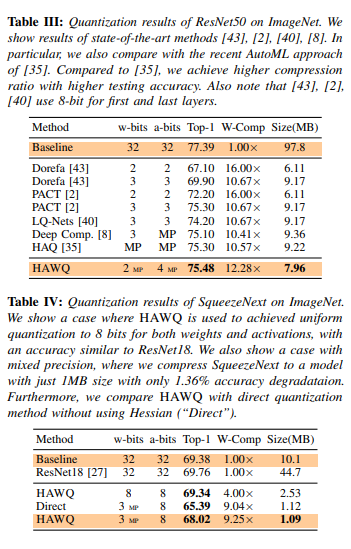 Table III: Quantization results of ResNet50 on ImageNet. We
show results of state-of-the-art methods [43], [2], [40], [8]. In
particular, we also compare with the recent AutoML approach
of [35]. Compared to [35], we achieve higher compression
ratio with higher testing accuracy. Also note that [43], [2],
[40] use 8-bit for first and last layers.
Method w-bits a-bits Top-1 W-Comp Size(MB)
Baseline 32 32 77.39 1.00× 97.8
Dorefa [43] 2 2 67.10 16.00× 6.11
Dorefa [43] 3 3 69.90 10.67× 9.17
PACT [2] 2 2 72.20 16.00× 6.11
PACT [2] 3 3 75.30 10.67× 9.17
LQ-Nets [40] 3 3 74.20 10.67× 9.17
Deep Comp. [8] 3 MP 75.10 10.41× 9.36
HAQ [35] MP MP 75.30 10.57× 9.22
HAWQ 2 MP 4 MP 75.48 12.28× 7.96
Table IV: Quantization results of SqueezeNext on ImageNet.
We show a case where HAWQ is used to achieved uniform
quantization to 8 bits for both weights and activations, with
an accuracy similar to ResNet18. We also show a case with
mixed precision, where we compress SqueezeNext to a model
with just 1MB size with only 1.36% accuracy degradataion.
Furthermore, we compare HAWQ with direct quantization
method without using Hessian (“Direct”).
Method w-bits a-bits Top-1 W-Comp Size(MB)
Baseline 32 32 69.38 1.00× 10.1
ResNet18 [27] 32 32 69.76 1.00× 44.7
HAWQ 8 8 69.34 4.00× 2.53
Direct 3 MP 8 65.39 9.04× 1.12
HAWQ 3 MP 8 68.02 9.25× 1.09